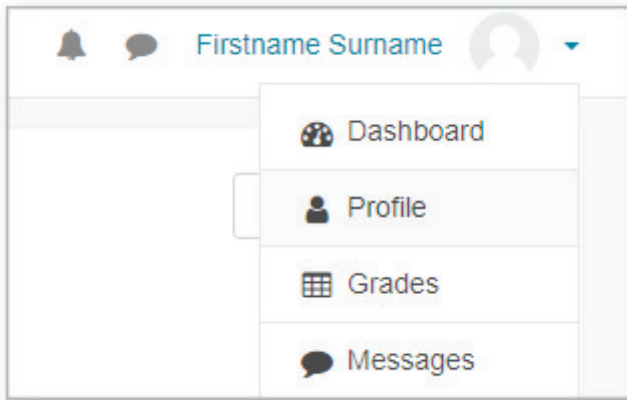 Firstname Surname
Dashboard
Profile
Grades
Messages